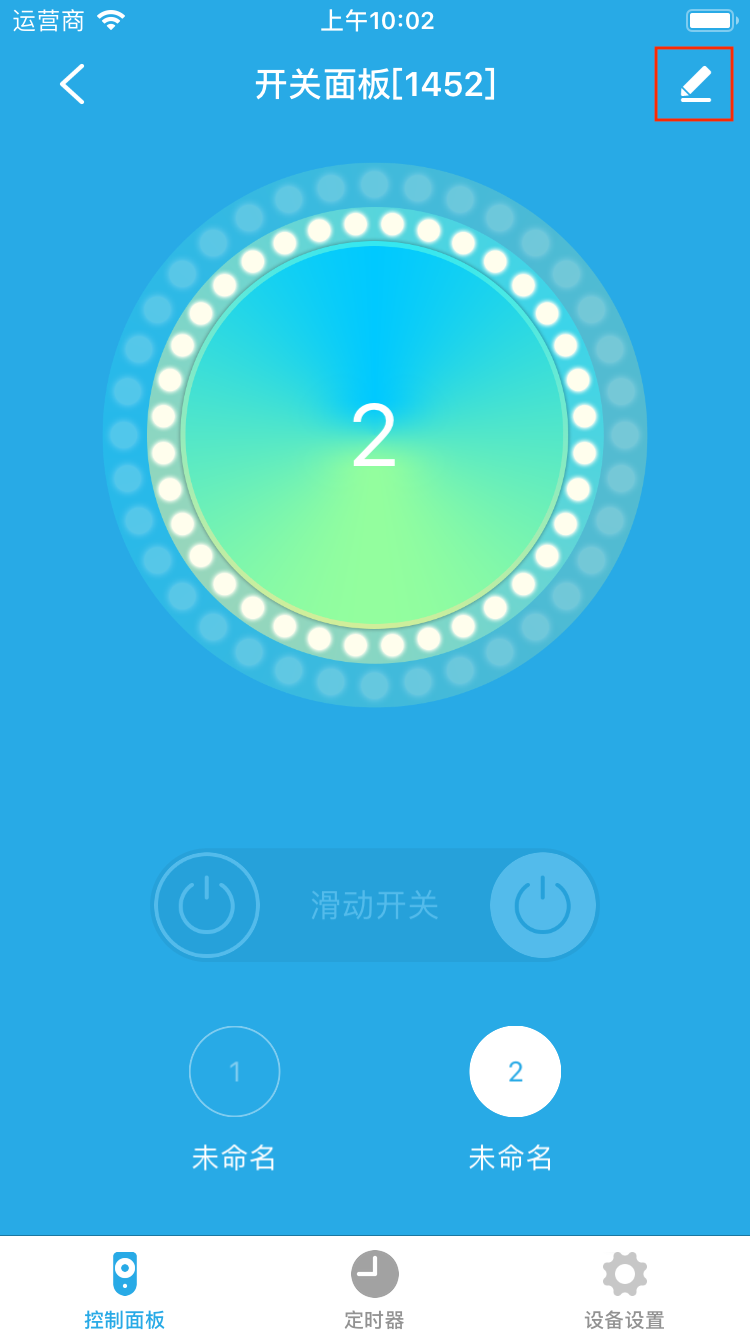 运营商 上午10:02
开关面板[1452]
2
滑动开关
1 2
未命名 未命名
控制面板 定时器 设备设置